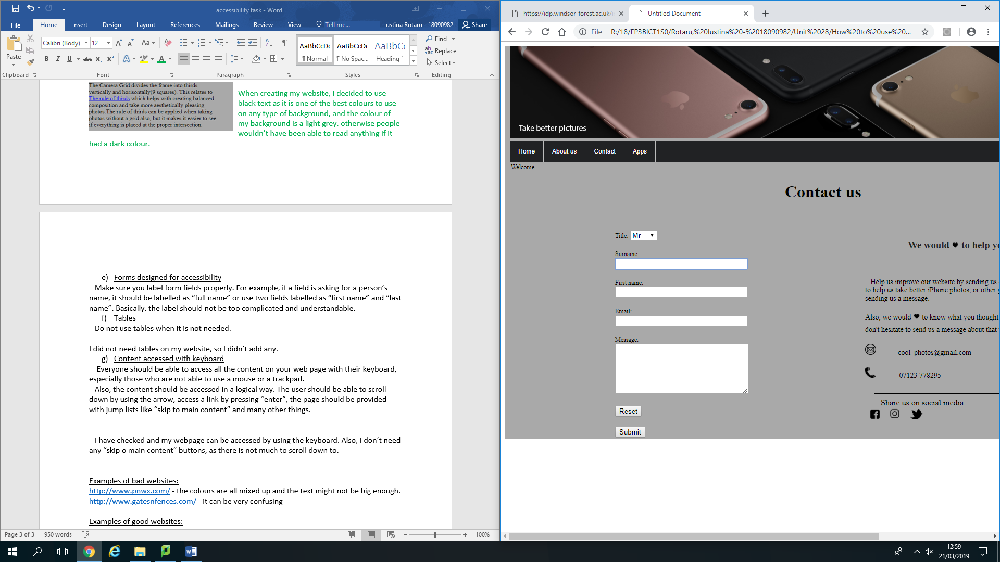 accessibility task - Word
File
Home
Insert
Design
Layout
References
Mailings
Review
View
Tell me...
Iustina Rotaru - 18090982
Share
Paste
Calibri (Body)
12
Aa
B I U abc x₂ x²
AaBbCcDc
¶ Normal
AaBbCcDc
¶ No Spac...
AaBbCc
Heading 1
Find
Replace
Select
Clipboard
Font
Paragraph
Styles
Editing
The Camera Grid divides the frame into thirds
vertically and horisontally(9 squares). This relates to
The rule of thirds which helps with creating balanced
composition and take more aesthetically pleasing
photos.The rule of thirds can be applied when taking
photos without a grid also, but it makes it easier to see
if everything is placed at the proper intersection.
When creating my website, I decided to use
black text as it is one of the best colours to use
on any type of background, and the colour of
my background is a light grey, otherwise people
wouldn't have been able to read anything if it
had a dark colour.
e) Forms designed for accessibility
Make sure you label form fields properly. For example, if a field is asking for a person's
name, it should be labelled as “full name” or use two fields labelled as “first name” and “last
name”. Basically, the label should not be too complicated and understandable.
f) Tables
Do not use tables when it is not needed.
I did not need tables on my website, so I didn't add any.
g) Content accessed with keyboard
Everyone should be able to access all the content on your web page with their keyboard,
especially those who are not able to use a mouse or a trackpad.
Also, the content should be accessed in a logical way. The user should be able to scroll
down by using the arrow, access a link by pressing “enter”, the page should be provided
with jump lists like “skip to main content” and many other things.
I have checked and my webpage can be accessed by using the keyboard. Also, I don't need
any “skip o main content” buttons, as there is not much to scroll down to.
Examples of bad websites:
http://www.pnwx.com/ - the colours are all mixed up and the text might not be big enough.
http://www.gatesnfences.com/ - it can be very confusing
Examples of good websites:
Page 3 of 3
950 words
100%
https://idp.windsor-forest.ac.uk/
Untitled Document
File
R:/18/FP3BICT1S0/Rotaru,%20Iustina%20-%2018090982/Unit%2028/How%20to%20use%20...
Take better pictures
Home
About us
Contact
Apps
Welcome
Contact us
Title: Mr
Surname:
First name:
Email:
Message:
Reset
Submit
We would ♥ to help yo
Help us improve our website by sending us
to help us take better iPhone photos, or other g
sending us a message.
Also, we would ♥ to know what you thought
don't hesitate to send us a message about that
cool_photos@gmail.com
07123 778295
Share us on social media:
12:59
21/03/2019